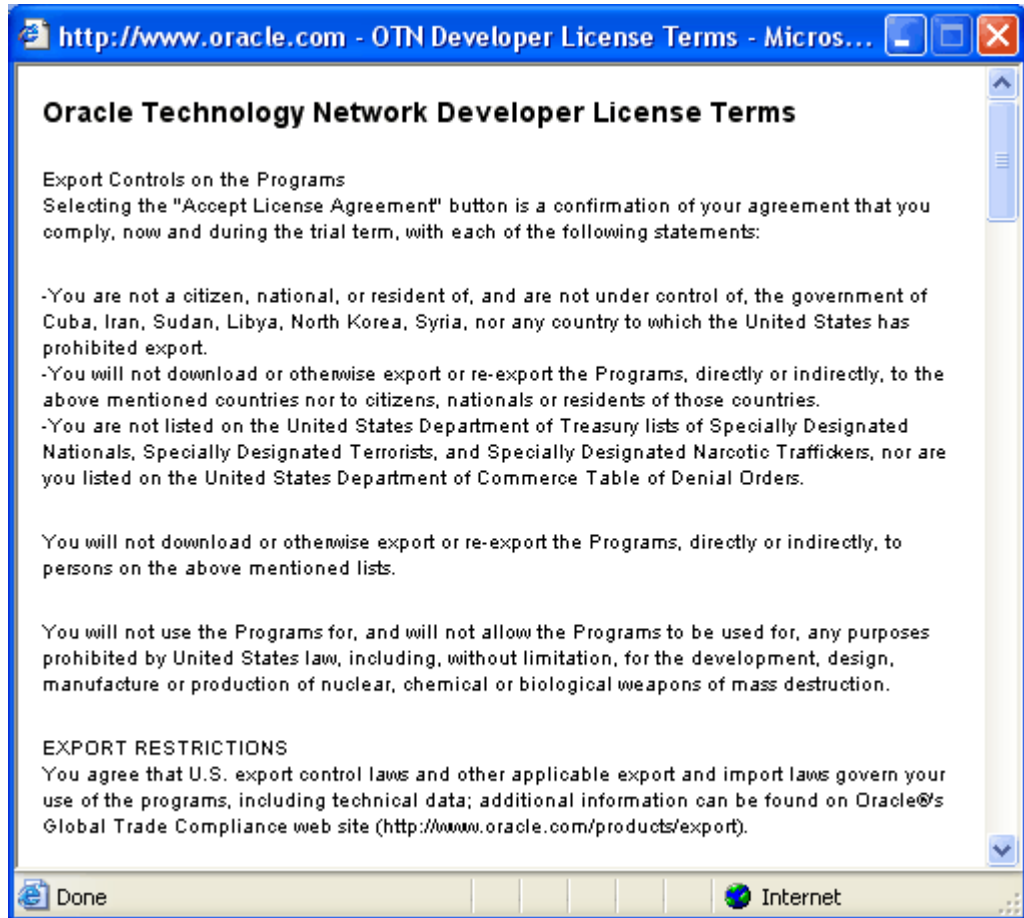 http://www.oracle.com - OTN Developer License Terms - Micros...
Oracle Technology Network Developer License Terms
Export Controls on the Programs
Selecting the "Accept License Agreement" button is a confirmation of your agreement that you
comply, now and during the trial term, with each of the following statements:
-You are not a citizen, national, or resident of, and are not under control of, the government of
Cuba, Iran, Sudan, Libya, North Korea, Syria, nor any country to which the United States has
prohibited export.
-You will not download or otherwise export or re-export the Programs, directly or indirectly, to the
above mentioned countries nor to citizens, nationals or residents of those countries.
-You are not listed on the United States Department of Treasury lists of Specially Designated
Nationals, Specially Designated Terrorists, and Specially Designated Narcotic Traffickers, nor are
you listed on the United States Department of Commerce Table of Denial Orders.
You will not download or otherwise export or re-export the Programs, directly or indirectly, to
persons on the above mentioned lists.
You will not use the Programs for, and will not allow the Programs to be used for, any purposes
prohibited by United States law, including, without limitation, for the development, design,
manufacture or production of nuclear, chemical or biological weapons of mass destruction.
EXPORT RESTRICTIONS
You agree that U.S. export control laws and other applicable export and import laws govern your
use of the programs, including technical data; additional information can be found on Oracle®'s
Global Trade Compliance web site (http://www.oracle.com/products/export).
Done
Internet